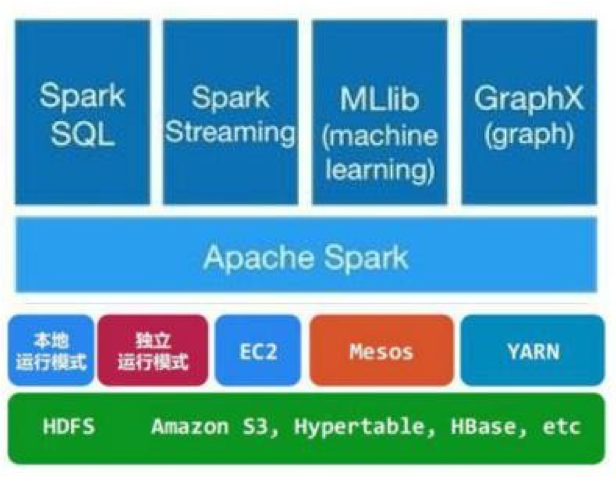 Spark
SQL
Spark
Streaming
MLlib
(machine
learning)
GraphX
(graph)
Apache Spark
本地
运行模式
独立
运行模式
EC2
Mesos
YARN
HDFS Amazon S3, Hypertable, HBase, etc